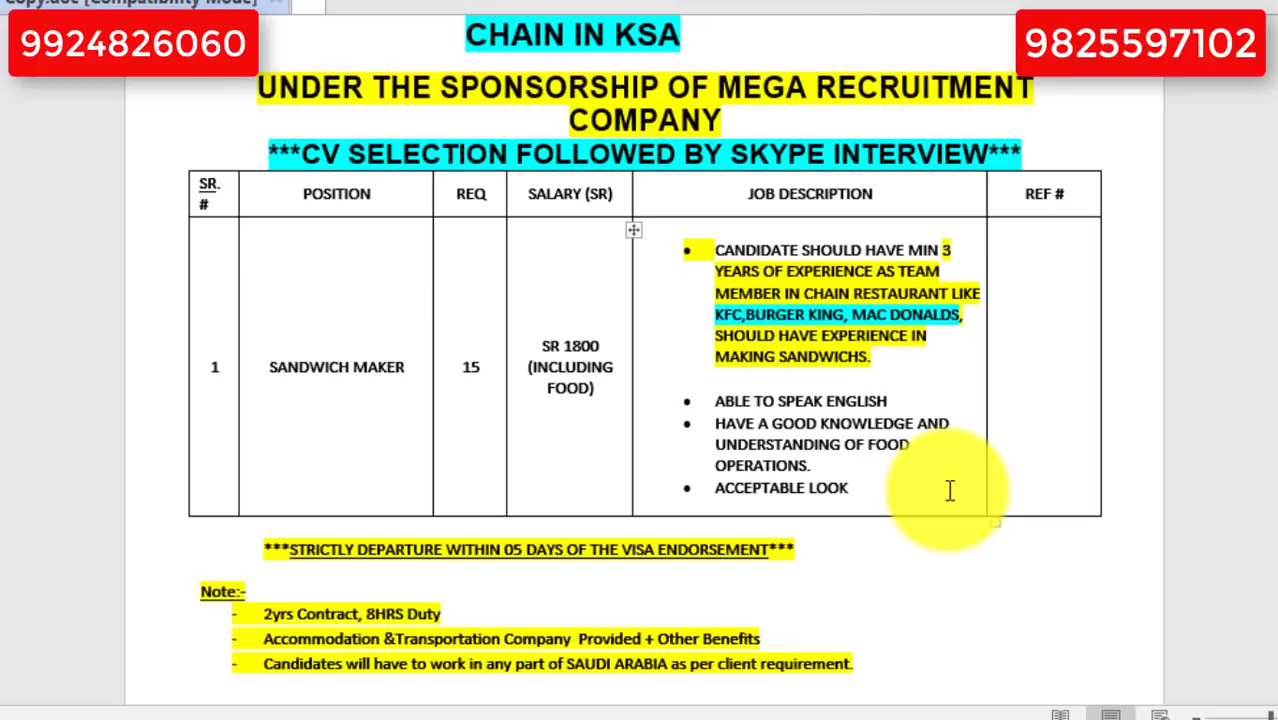 Copy.doc [Compatibility Mode]
9924826060
9825597102
CHAIN IN KSA
UNDER THE SPONSORSHIP OF MEGA RECRUITMENT
COMPANY
***CV SELECTION FOLLOWED BY SKYPE INTERVIEW***
SR.
#
POSITION
REQ
SALARY (SR)
JOB DESCRIPTION
REF #
1
SANDWICH MAKER
15
SR 1800
(INCLUDING
FOOD)
• CANDIDATE SHOULD HAVE MIN 3
YEARS OF EXPERIENCE AS TEAM
MEMBER IN CHAIN RESTAURANT LIKE
KFC,BURGER KING, MAC DONALDS,
SHOULD HAVE EXPERIENCE IN
MAKING SANDWICHS.
• ABLE TO SPEAK ENGLISH
• HAVE A GOOD KNOWLEDGE AND
UNDERSTANDING OF FOOD
OPERATIONS.
• ACCEPTABLE LOOK
***STRICTLY DEPARTURE WITHIN 05 DAYS OF THE VISA ENDORSEMENT***
Note:-
- 2yrs Contract, 8HRS Duty
- Accommodation &Transportation Company Provided + Other Benefits
- Candidates will have to work in any part of SAUDI ARABIA as per client requirement.